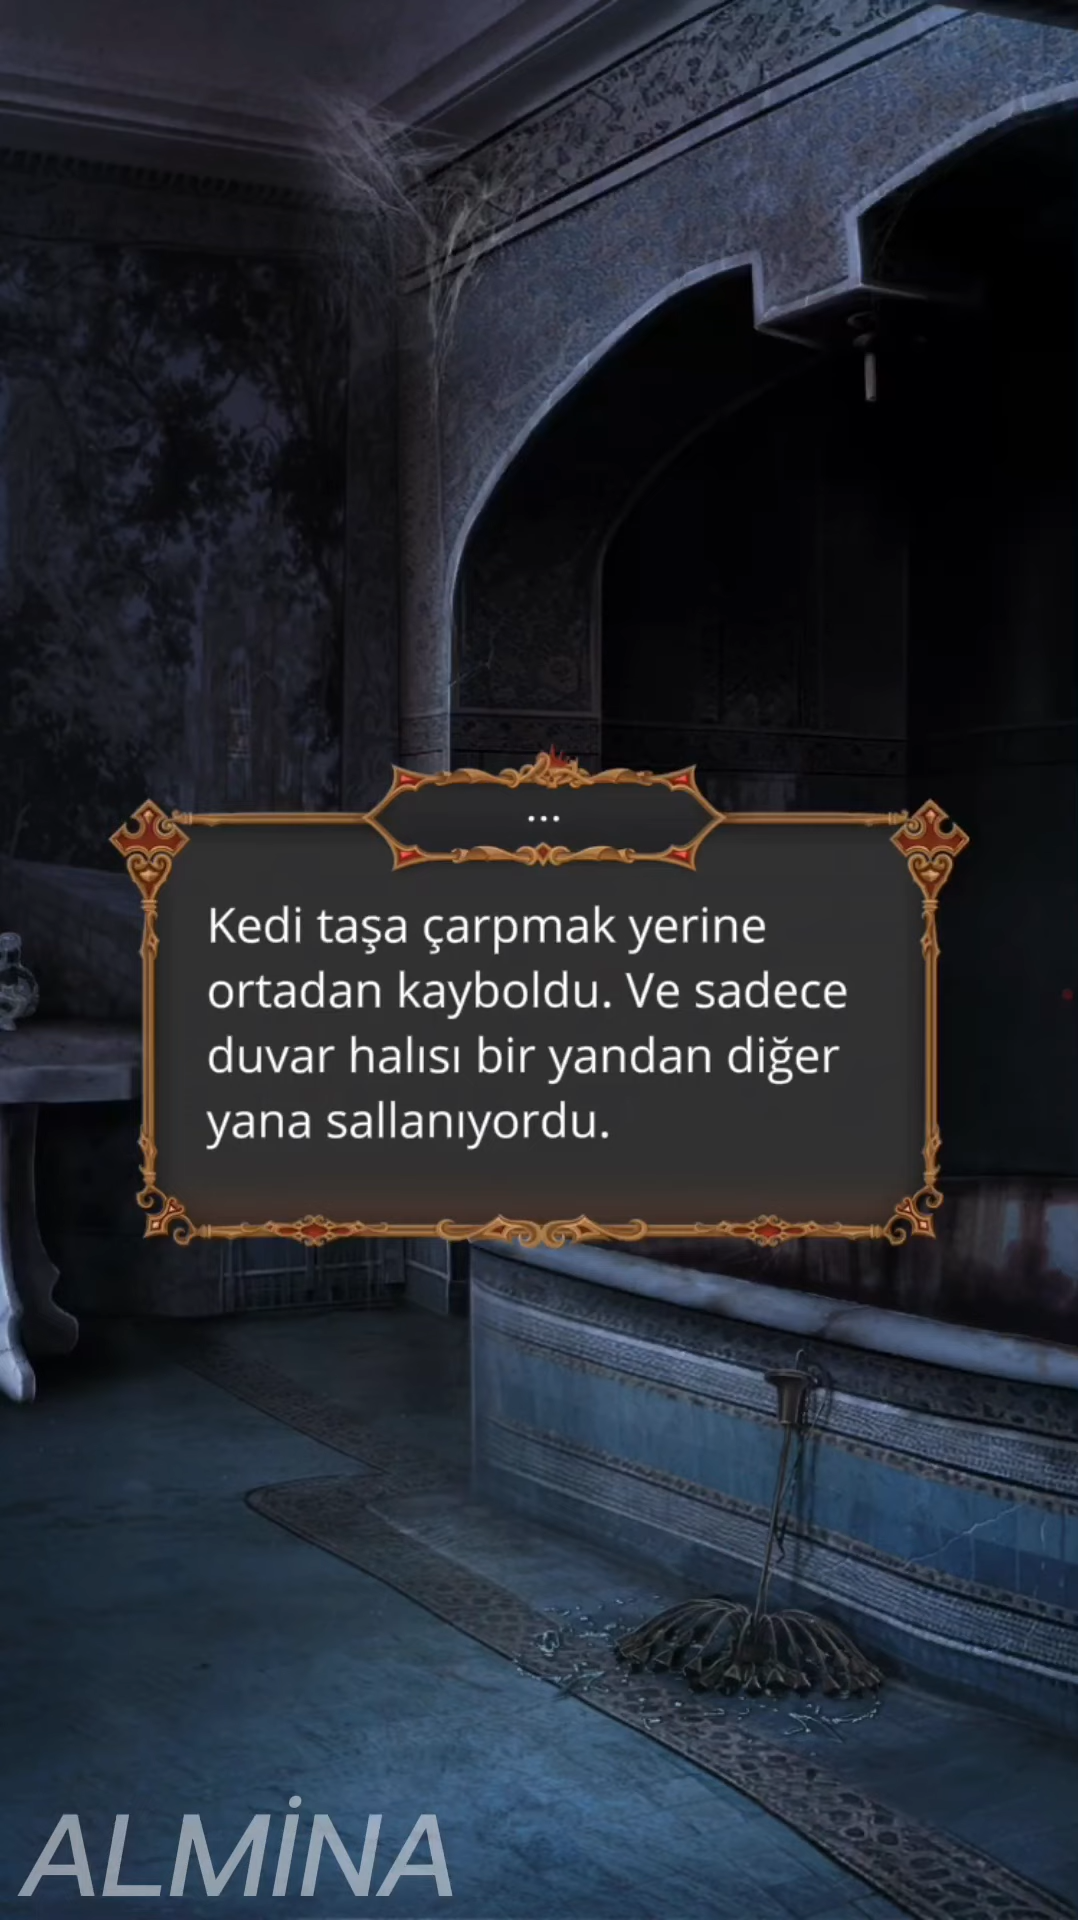 ...
Kedi taşa çarpmak yerine
ortadan kayboldu. Ve sadece
duvar halısı bir yandan diğer
yana sallanıyordu.
ALMİNA